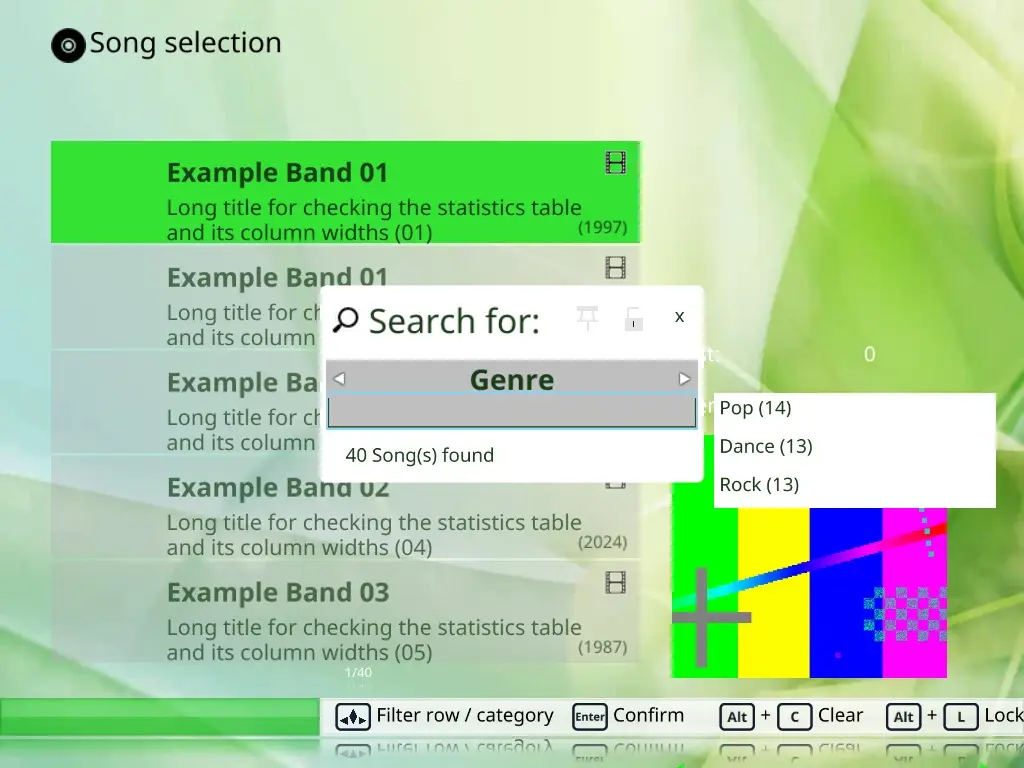 Song selection
Example Band 01
Long title for checking the statistics table
and its column widths (01)
(1997)
Example Band 01
Long title for ch
and its column
Example Ba
Long title for ch
and its column
Example Band 02
Long title for checking the statistics table
and its column widths (04)
(2024)
Example Band 03
Long title for checking the statistics table
and its column widths (05)
(1987)
1/40
Search for:
x
Genre
40 Song(s) found
st:
0
Pop (14)
Dance (13)
Rock (13)
Filter row / category
Enter
Confirm
Alt + C Clear
Alt + L Lock